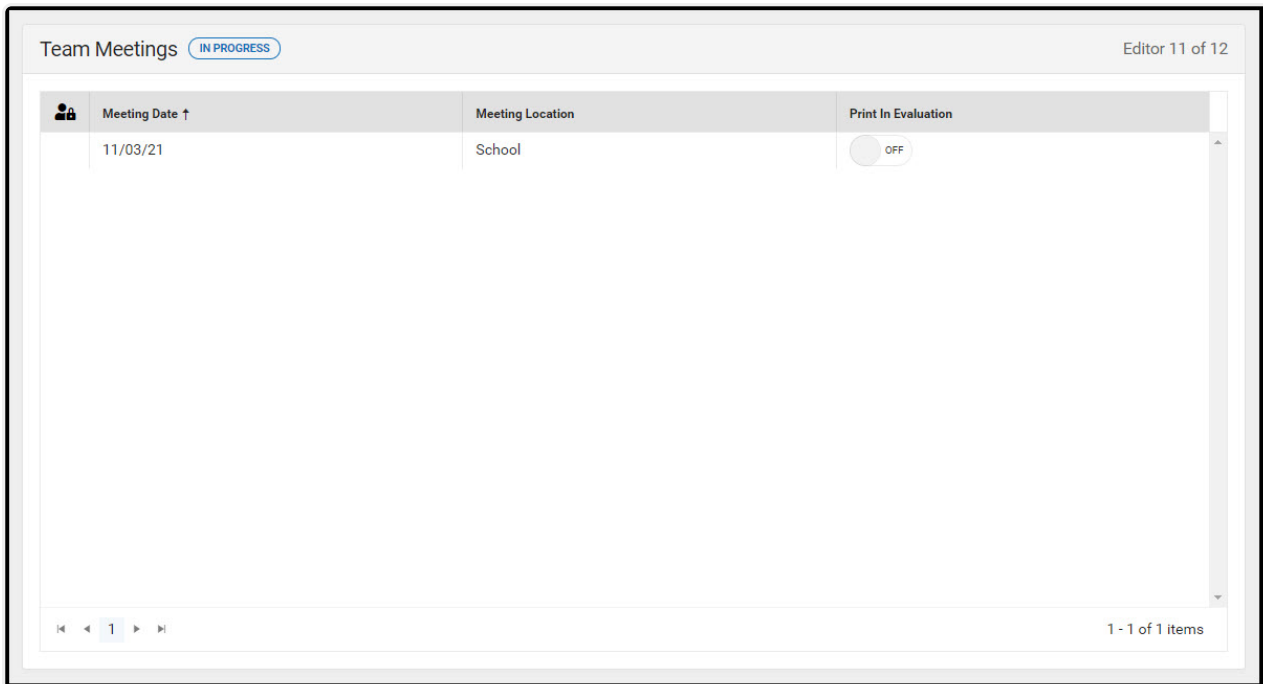 Team Meetings IN PROGRESS Editor 11 of 12
Meeting Date ↑ Meeting Location Print In Evaluation
11/03/21 School OFF
1 1 - 1 of 1 items